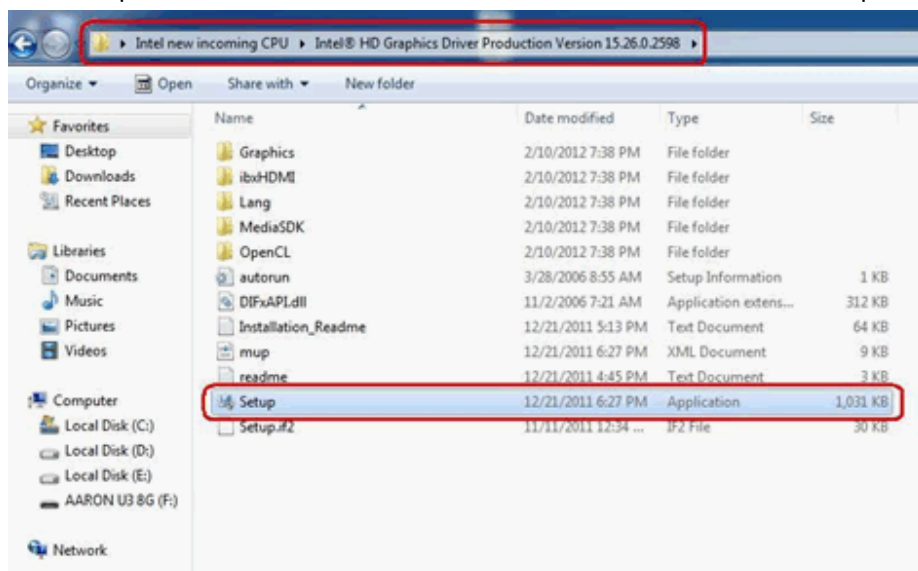 Intel new incoming CPU ▸ Intel® HD Graphics Driver Production Version 15.26.0.2598 ▸
Organize Open Share with New folder
Name Date modified Type Size
Favorites
Desktop
Downloads
Recent Places
Libraries
Documents
Music
Pictures
Videos
Computer
Local Disk (C:)
Local Disk (D:)
Local Disk (E:)
AARON U3 8G (F:)
Network
Graphics 2/10/2012 7:38 PM File folder
ibxHDMI 2/10/2012 7:38 PM File folder
Lang 2/10/2012 7:38 PM File folder
MediaSDK 2/10/2012 7:38 PM File folder
OpenCL 2/10/2012 7:38 PM File folder
autorun 3/28/2006 8:55 AM Setup Information 1 KB
DIFxAPI.dll 11/2/2006 7:21 AM Application extens... 312 KB
Installation_Readme 12/21/2011 5:13 PM Text Document 64 KB
mup 12/21/2011 6:27 PM XML Document 9 KB
readme 12/21/2011 4:45 PM Text Document 3 KB
Setup 12/21/2011 6:27 PM Application 1,031 KB
Setup.if2 11/11/2011 12:34 ... IF2 File 30 KB